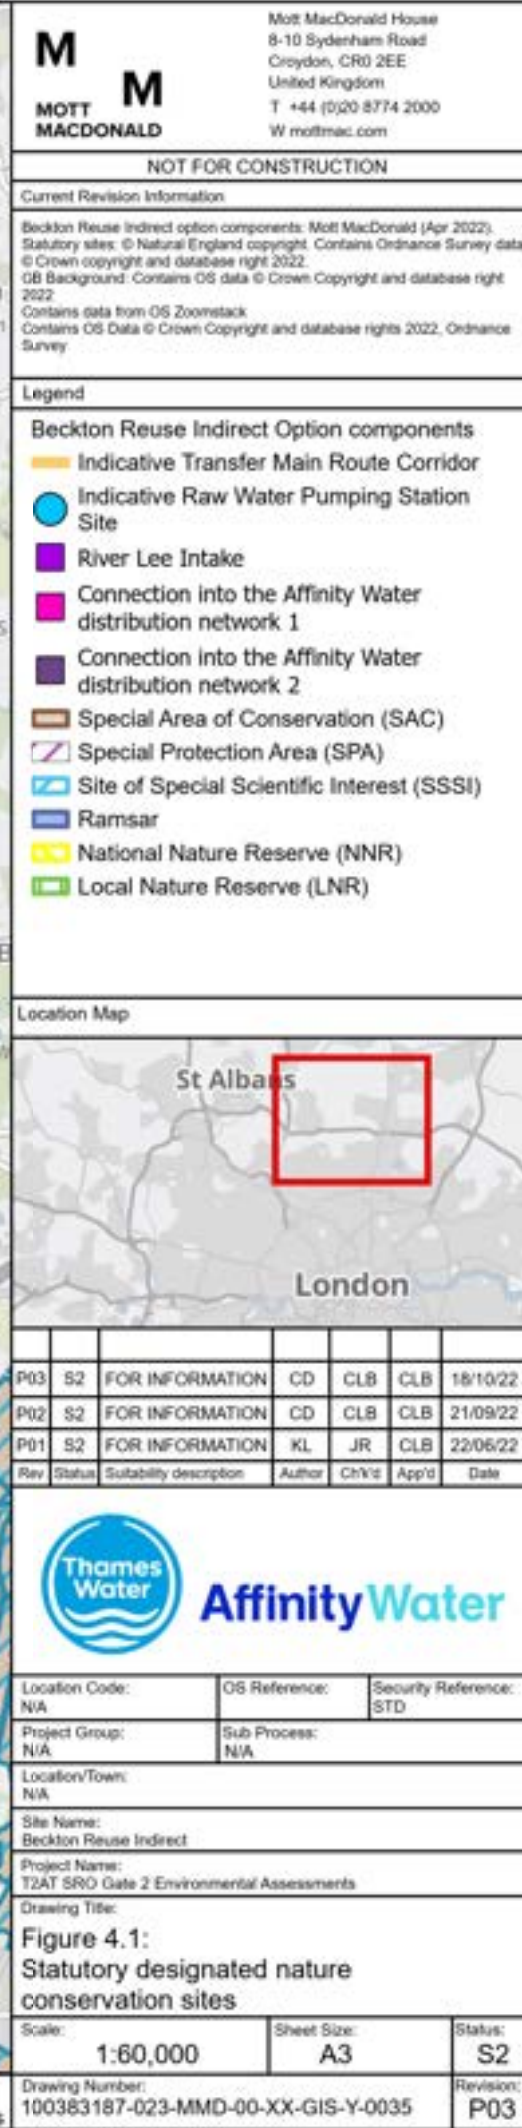 M
M
MOTT
MACDONALD
Mott MacDonald House
8-10 Sydenham Road
Croydon, CR0 2EE
United Kingdom
T +44 (0)20 8774 2000
W mottmac.com
NOT FOR CONSTRUCTION
Current Revision Information
Beckton Reuse Indirect option components: Mott MacDonald (Apr 2022).
Statutory sites: © Natural England copyright. Contains Ordnance Survey data
© Crown copyright and database right 2022.
GB Background: Contains OS data © Crown Copyright and database right
2022
Contains data from OS Zoomstack
Contains OS Data © Crown Copyright and database rights 2022, Ordnance
Survey
Legend
Beckton Reuse Indirect Option components
Indicative Transfer Main Route Corridor
Indicative Raw Water Pumping Station
Site
River Lee Intake
Connection into the Affinity Water
distribution network 1
Connection into the Affinity Water
distribution network 2
Special Area of Conservation (SAC)
Special Protection Area (SPA)
Site of Special Scientific Interest (SSSI)
Ramsar
National Nature Reserve (NNR)
Local Nature Reserve (LNR)
Location Map
St Albans
London
P03 S2 FOR INFORMATION CD CLB CLB 18/10/22
P02 S2 FOR INFORMATION CD CLB CLB 21/09/22
P01 S2 FOR INFORMATION KL JR CLB 22/06/22
Rev Status Suitability description Author Ch'k'd App'd Date
Thames
Water
AffinityWater
Location Code: OS Reference: Security Reference:
N/A STD
Project Group: Sub Process:
N/A N/A
Location/Town:
N/A
Site Name:
Beckton Reuse Indirect
Project Name:
T2AT SRO Gate 2 Environmental Assessments
Drawing Title:
Figure 4.1:
Statutory designated nature
conservation sites
Scale: Sheet Size: Status:
1:60,000 A3 S2
Drawing Number: Revision:
100383187-023-MMD-00-XX-GIS-Y-0035 P03